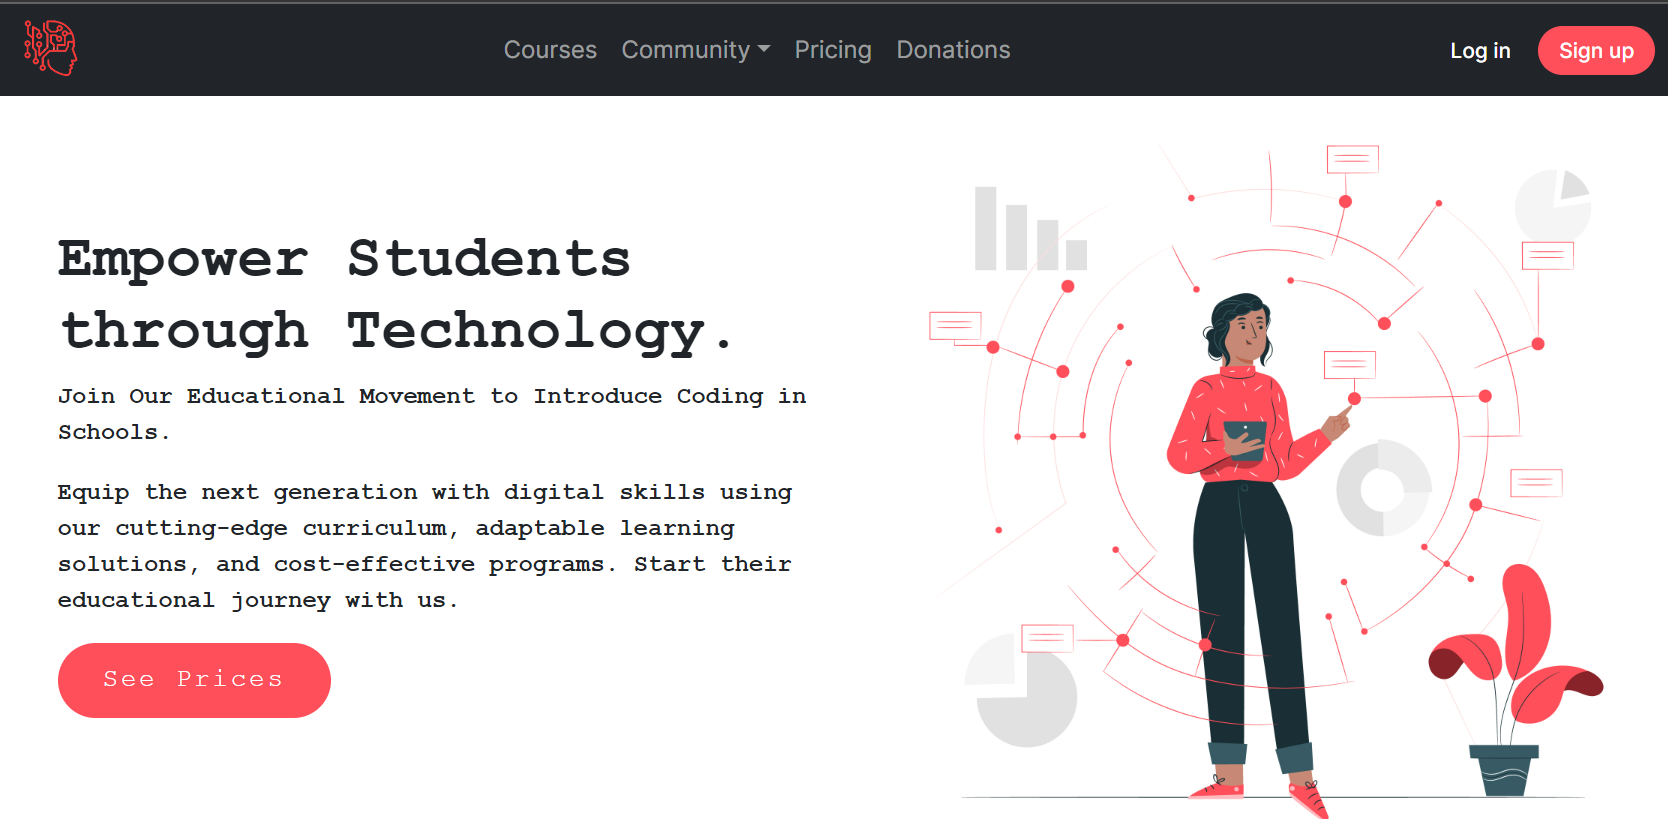 Courses Community Pricing Donations Log in Sign up
Empower Students
through Technology.
Join Our Educational Movement to Introduce Coding in
Schools.
Equip the next generation with digital skills using
our cutting-edge curriculum, adaptable learning
solutions, and cost-effective programs. Start their
educational journey with us.
See Prices